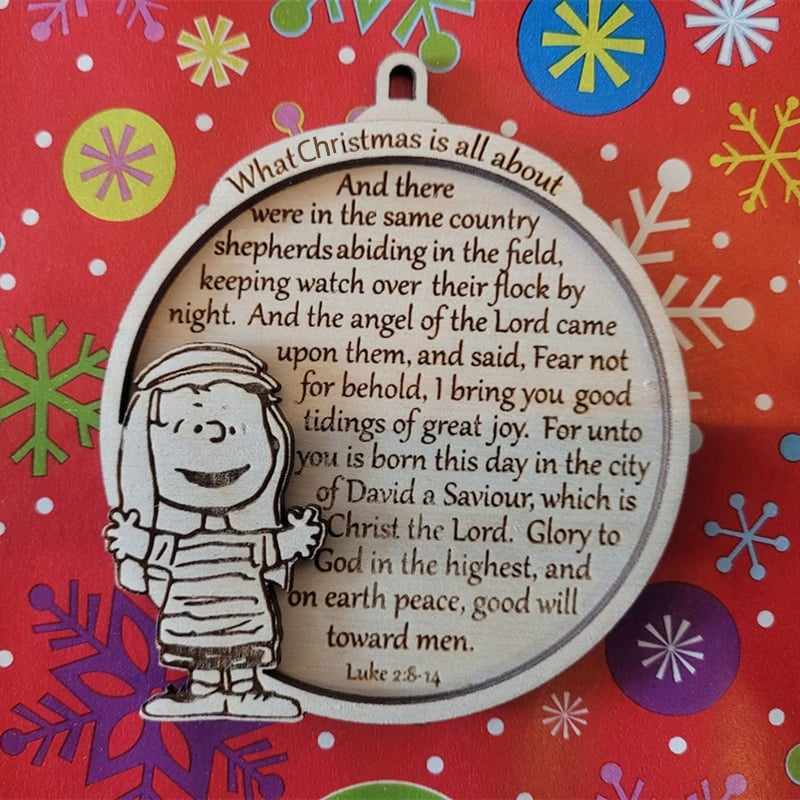 What Christmas is all about
And there
were in the same country
shepherds abiding in the field,
keeping watch over their flock by
night. And the angel of the Lord came
upon them, and said, Fear not
for behold, I bring you good
tidings of great joy. For unto
you is born this day in the city
of David a Saviour, which is
Christ the Lord. Glory to
God in the highest, and
on earth peace, good will
toward men.
Luke 2:8-14